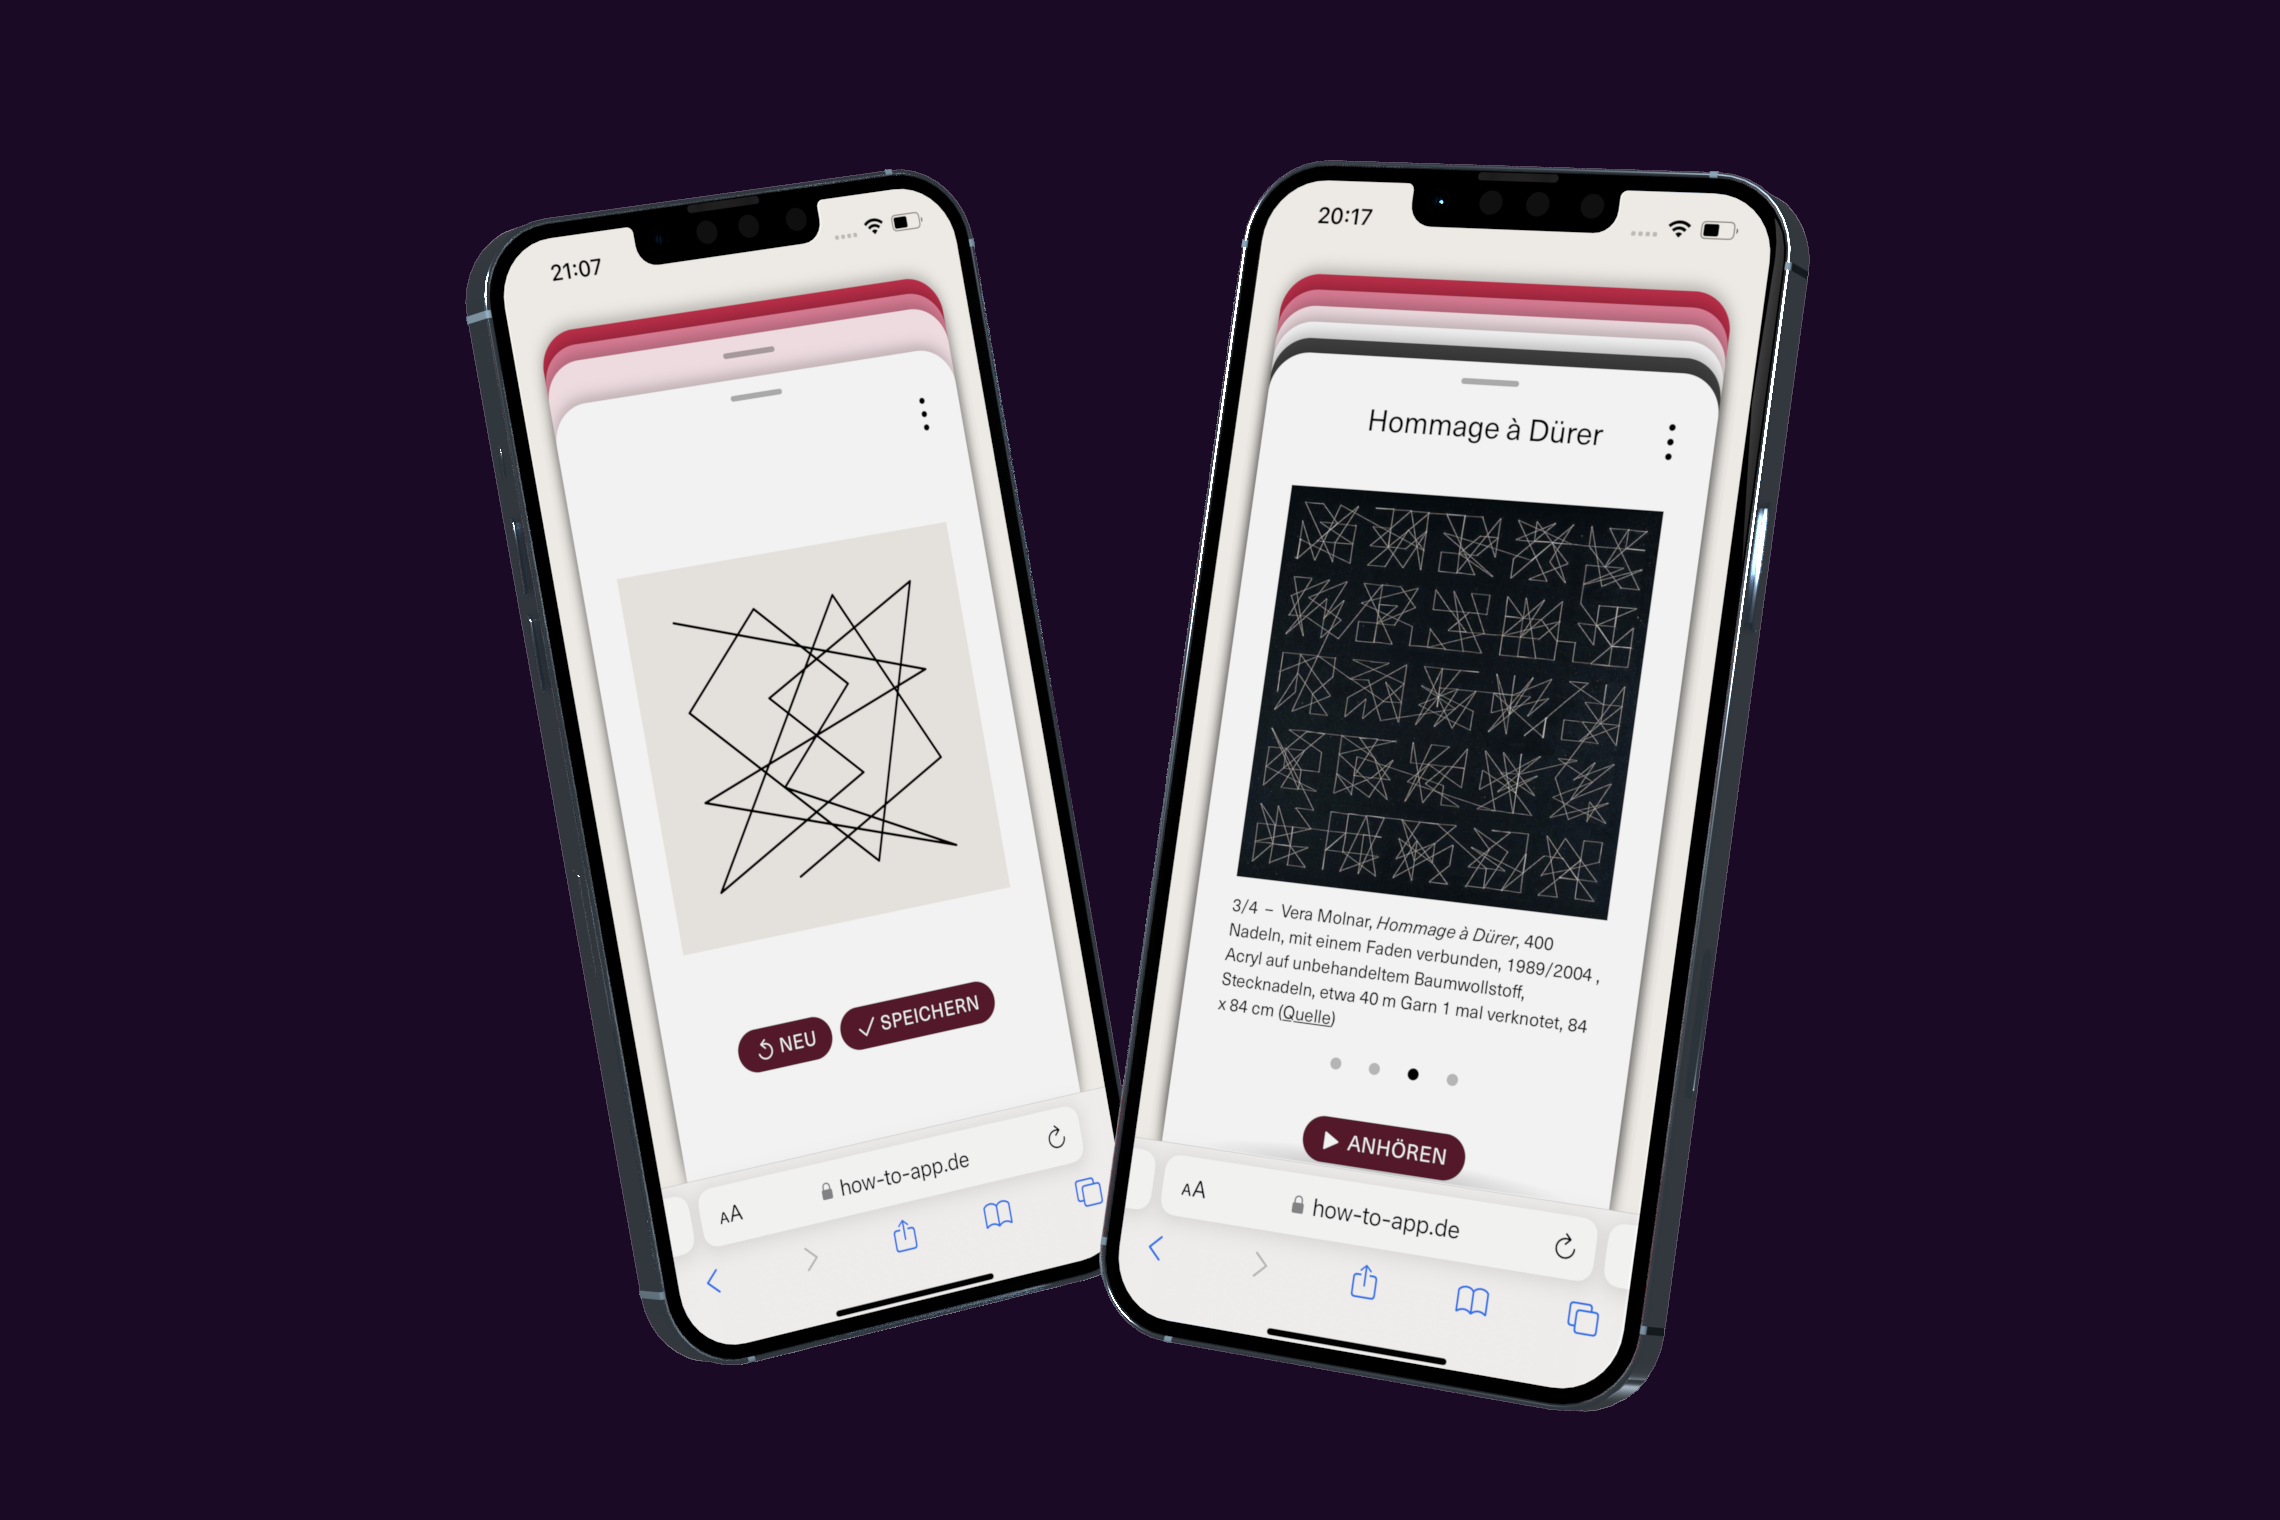 21:07
NEU
SPEICHERN
AA
how-to-app.de
20:17
Hommage à Dürer
3/4 – Vera Molnar, Hommage à Dürer, 400
Nadeln, mit einem Faden verbunden, 1989/2004 ,
Acryl auf unbehandeltem Baumwollstoff,
Stecknadeln, etwa 40 m Garn 1 mal verknotet, 84
x 84 cm (Quelle)
ANHÖREN
AA
how-to-app.de